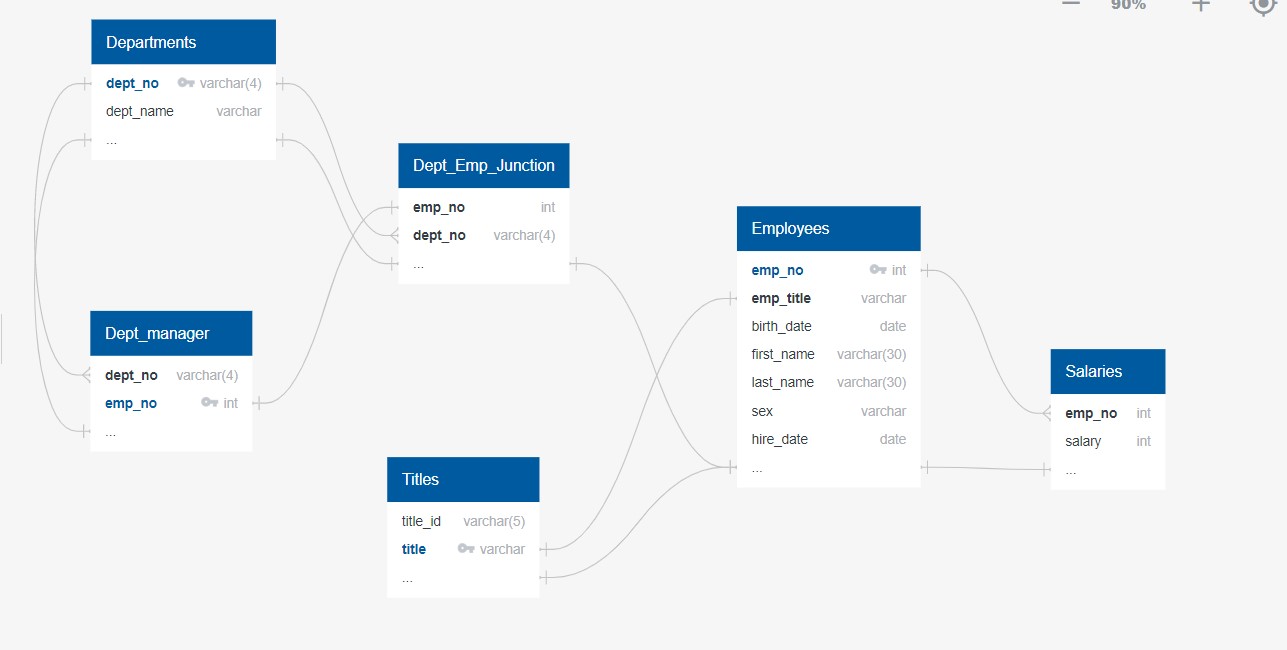 90%
Departments
dept_no varchar(4)
dept_name varchar
...
Dept_Emp_Junction
emp_no int
dept_no varchar(4)
...
Employees
emp_no int
emp_title varchar
birth_date date
first_name varchar(30)
last_name varchar(30)
sex varchar
hire_date date
...
Dept_manager
dept_no varchar(4)
emp_no int
...
Salaries
emp_no int
salary int
...
Titles
title_id varchar(5)
title varchar
...